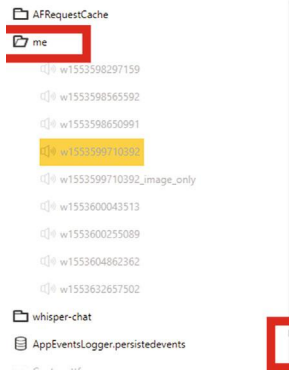 AFRequestCache
me
w1553598297159
w1553598565592
w1553598650991
w1553599710392
w1553599710392_image_only
w1553600043513
w1553600255089
w1553604862362
w1553632657502
whisper-chat
AppEventsLogger.persistedevents